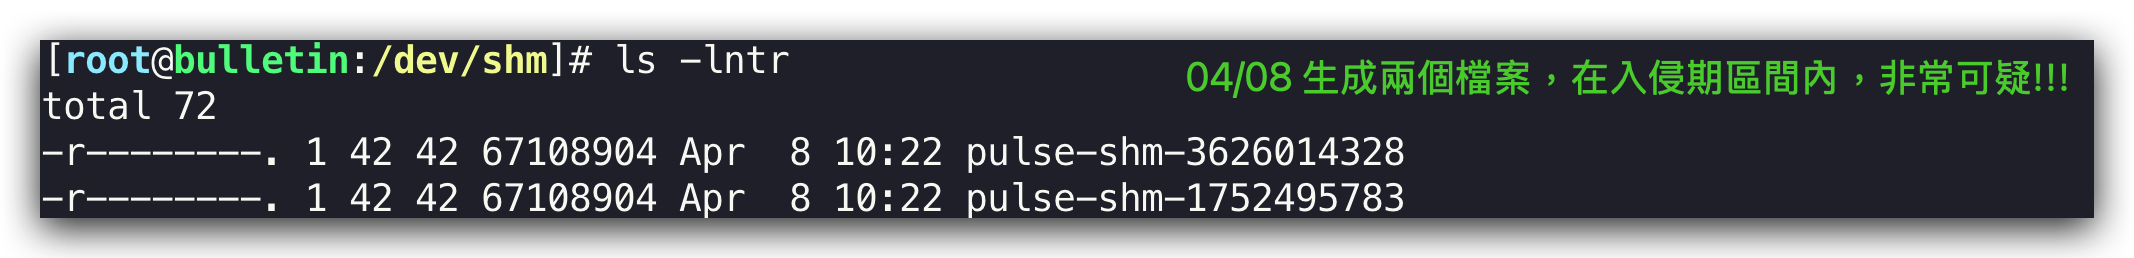 [root@bulletin:/dev/shm]# ls -lntr
04/08 生成兩個檔案，在入侵期區間內，非常可疑!!!
total 72
-r--------. 1 42 42 67108904 Apr  8 10:22 pulse-shm-3626014328
-r--------. 1 42 42 67108904 Apr  8 10:22 pulse-shm-1752495783